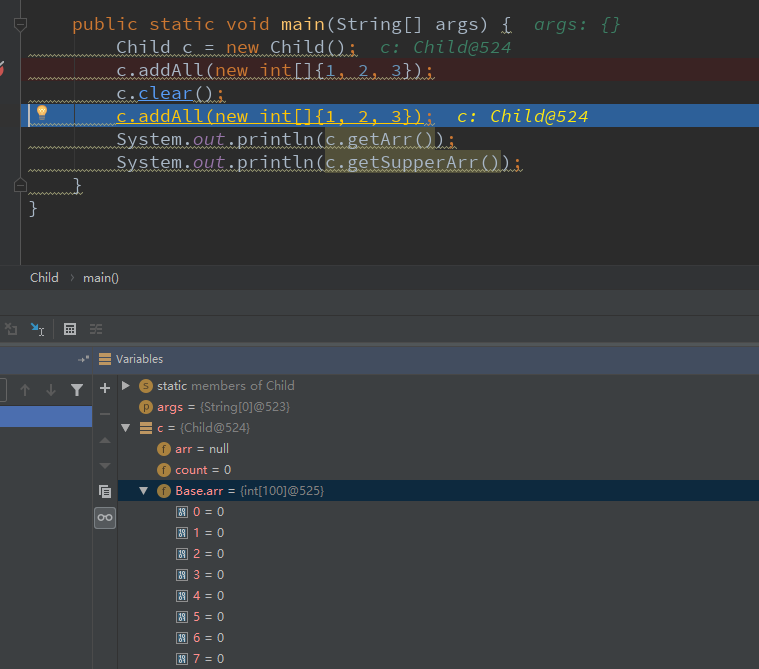 public static void main(String[] args) { args: {}
Child c = new Child(); c: Child@524
c.addAll(new int[]{1, 2, 3});
c.clear();
c.addAll(new int[]{1, 2, 3}); c: Child@524
System.out.println(c.getArr());
System.out.println(c.getSupperArr());
}
}
Child › main()
Variables
static members of Child
args = {String[0]@523}
c = {Child@524}
arr = null
count = 0
Base.arr = {int[100]@525}
0 = 0
1 = 0
2 = 0
3 = 0
4 = 0
5 = 0
6 = 0
7 = 0